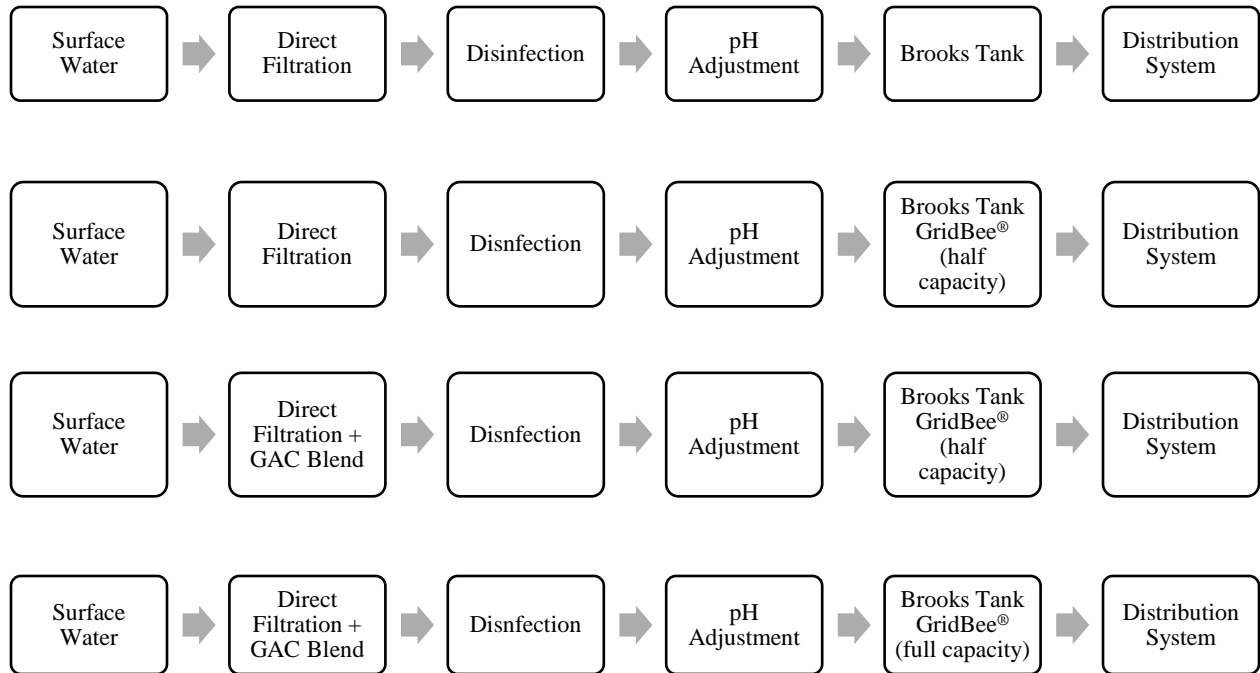 Surface
Water
Direct
Filtration
Disinfection
pH
Adjustment
Brooks Tank
Distribution
System
Surface
Water
Direct
Filtration
Disnfection
pH
Adjustment
Brooks Tank
GridBee®
(half
capacity)
Distribution
System
Surface
Water
Direct
Filtration +
GAC Blend
Disnfection
pH
Adjustment
Brooks Tank
GridBee®
(half
capacity)
Distribution
System
Surface
Water
Direct
Filtration +
GAC Blend
Disnfection
pH
Adjustment
Brooks Tank
GridBee®
(full capacity)
Distribution
System